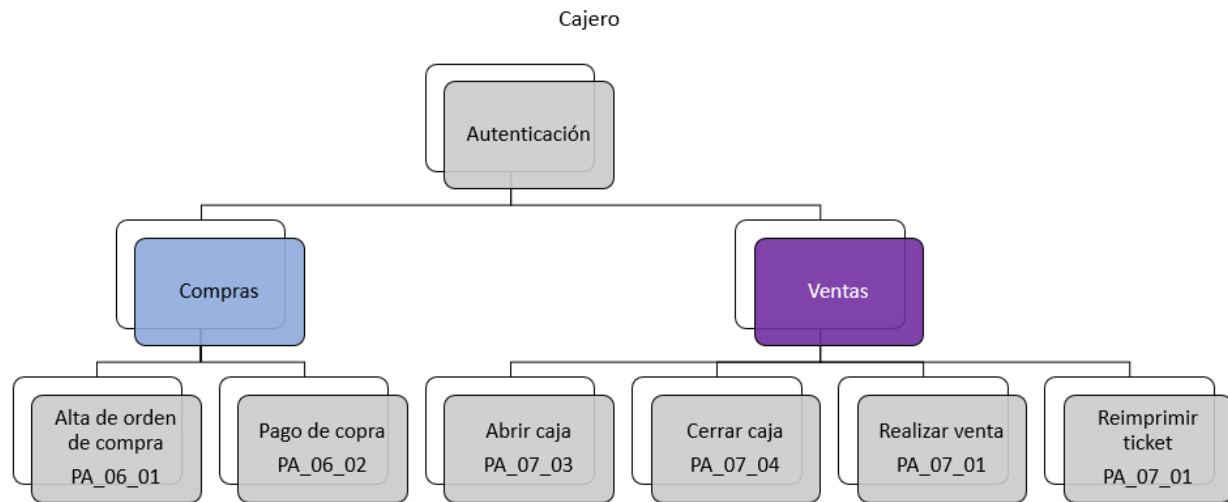 Cajero
Autenticación
Compras
Ventas
Alta de orden
de compra
PA_06_01
Pago de copra
PA_06_02
Abrir caja
PA_07_03
Cerrar caja
PA_07_04
Realizar venta
PA_07_01
Reimprimir
ticket
PA_07_01